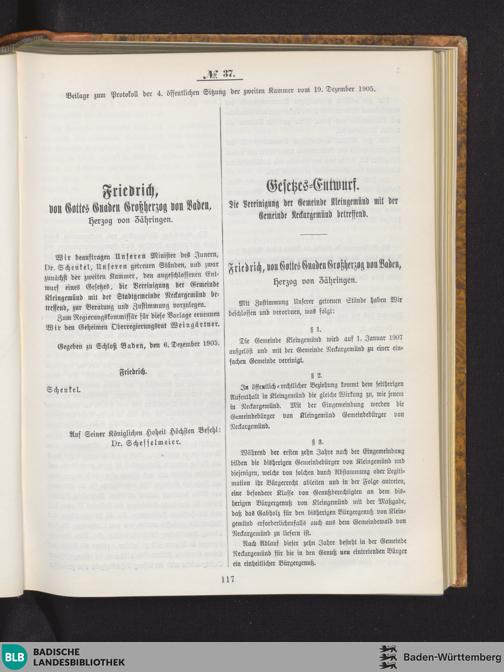 № 37.
Beilage zum Protokoll der 4. öffentlichen Sitzung der zweiten Kammer vom 19. Dezember 1905.
Friedrich,
von Gottes Gnaden Großherzog von Baden,
Herzog von Zähringen.
Wir beauftragen Unseren Minister des Innern,
Dr. Schenkel, Unseren getreuen Ständen, und zwar
zunächst der zweiten Kammer, den angeschlossenen Ent-
wurf eines Gesetzes, die Vereinigung der Gemeinde
Kleingemünd mit der Stadtgemeinde Neckargemünd be-
treffend, zur Beratung und Zustimmung vorzulegen.
Zum Regierungskommissär für diese Vorlage ernennen
Wir den Geheimen Oberregierungsrat Weingärtner.
Gegeben zu Schloß Baden, den 6. Dezember 1905.
Friedrich.
Schenkel.
Auf Seiner Königlichen Hoheit Höchsten Befehl:
Dr. Scheffelmeier.
Gesetzes-Entwurf.
Die Vereinigung der Gemeinde Kleingemünd mit der
Gemeinde Neckargemünd betreffend.
Friedrich, von Gottes Gnaden Großherzog von Baden,
Herzog von Zähringen.
Mit Zustimmung Unserer getreuen Stände haben Wir
beschlossen und verordnen, was folgt:
§ 1.
Die Gemeinde Kleingemünd wird auf 1. Januar 1907
aufgelöst und mit der Gemeinde Neckargemünd zu einer ein-
fachen Gemeinde vereinigt.
§ 2.
In öffentlich-rechtlicher Beziehung kommt dem seitherigen
Aufenthalt in Kleingemünd die gleiche Wirkung zu, wie jenem
in Neckargemünd. Mit der Eingemeindung werden die
Gemeindebürger von Kleingemünd Gemeindebürger von
Neckargemünd.
§ 3.
Während der ersten zehn Jahre nach der Eingemeindung
bilden die bisherigen Gemeindebürger von Kleingemünd und
diejenigen, welche von solchen durch Abstammung oder Legiti-
mation ihr Bürgerrecht ableiten und in der Folge antreten,
eine besondere Klasse von Genußberechtigten an dem bis-
herigen Bürgergenuß von Kleingemünd mit der Maßgabe,
daß das Gabholz für den bisherigen Bürgergenuß von Klein-
gemünd erforderlichenfalls auch aus dem Gemeindewald von
Neckargemünd zu liefern ist.
Nach Ablauf dieser zehn Jahre besteht in der Gemeinde
Neckargemünd für die in den Genuß neu eintretenden Bürger
ein einheitlicher Bürgergenuß.
117
BLB
BADISCHE
LANDESBIBLIOTHEK
Baden-Württemberg